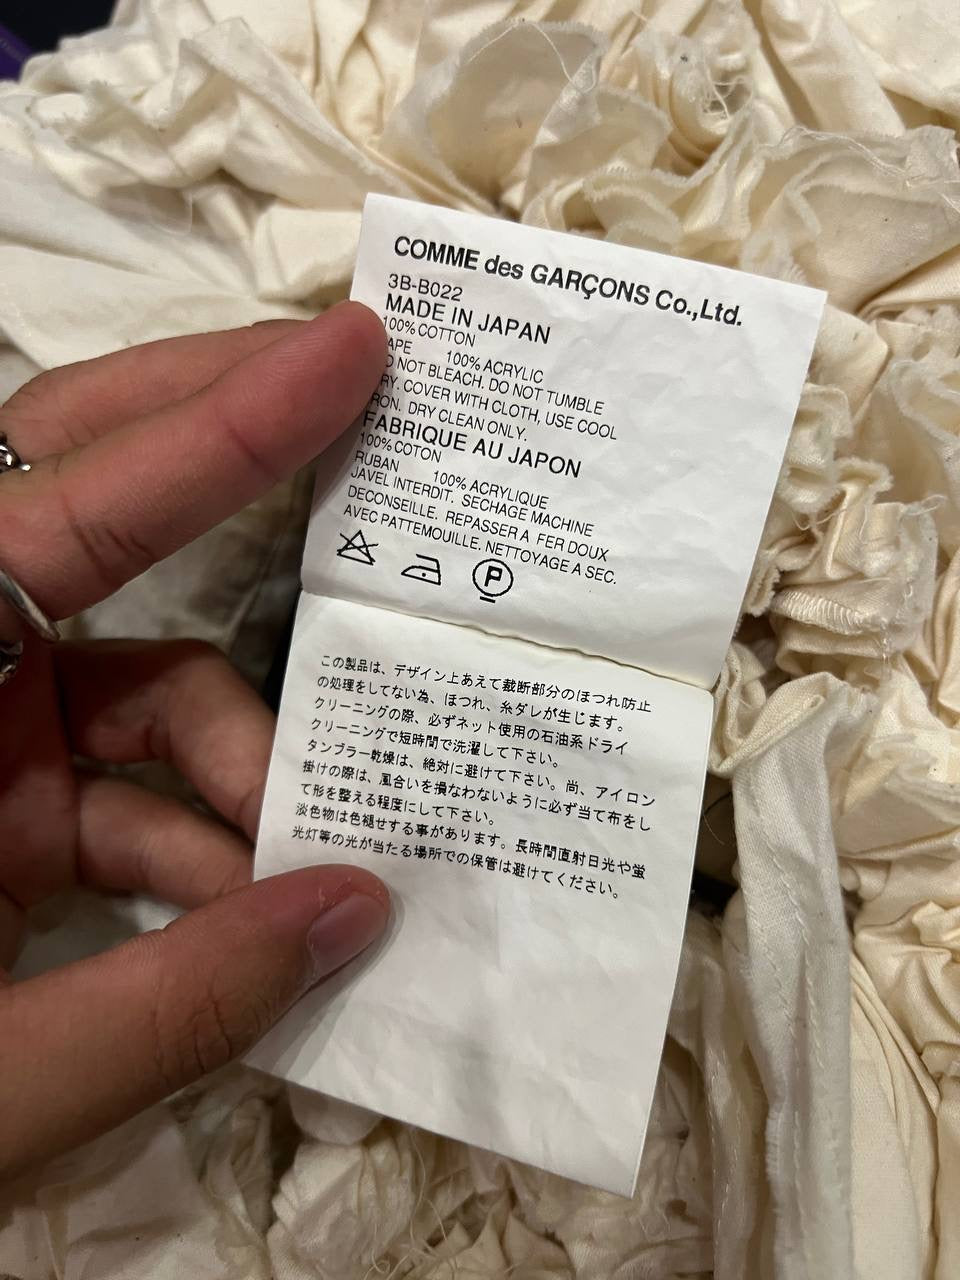 COMME des GARÇONS Co.,Ltd.
3B-B022
MADE IN JAPAN
100% COTTON
APE 100% ACRYLIC
O NOT BLEACH. DO NOT TUMBLE
RY. COVER WITH CLOTH, USE COOL
RON. DRY CLEAN ONLY.
FABRIQUE AU JAPON
100% COTON
RUBAN 100% ACRYLIQUE
JAVEL INTERDIT. SECHAGE MACHINE
DECONSEILLE. REPASSER A FER DOUX
AVEC PATTEMOUILLE. NETTOYAGE A SEC.
P
この製品は、デザイン上あえて裁断部分のほつれ防止
の処理をしてない為、ほつれ、糸ダレが生じます。
クリーニングの際、必ずネット使用の石油系ドライ
クリーニングで短時間で洗濯して下さい。
タンブラー乾燥は、絶対に避けて下さい。尚、アイロン
掛けの際は、風合いを損なわないように必ず当て布をし
て形を整える程度にして下さい。
淡色物は色褪せする事があります。長時間直射日光や蛍
光灯等の光が当たる場所での保管は避けてください。